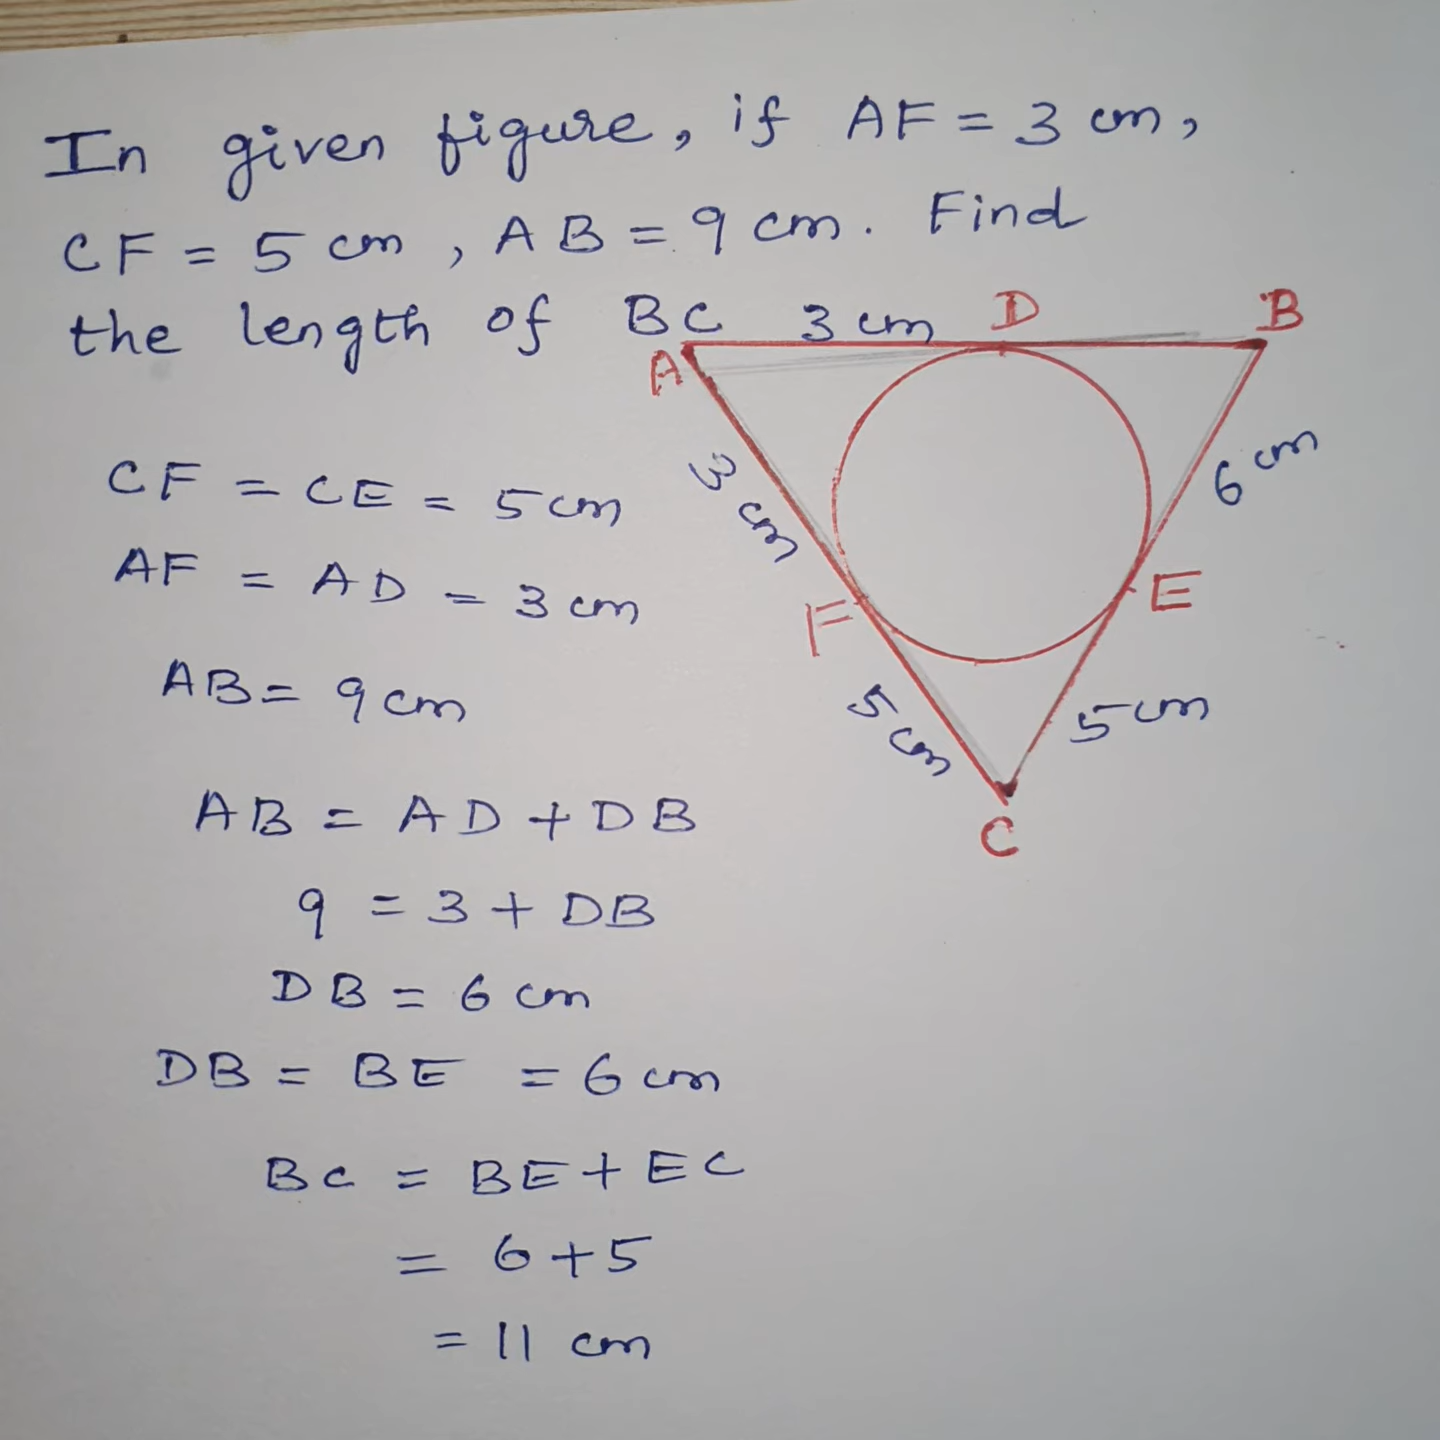 In given figure, if AF = 3 cm,
CF = 5 cm, AB = 9 cm. Find
the length of BC
3 cm
D
B
A
3 cm
6 cm
F
E
5 cm
5 cm
C
CF = CE = 5 cm
AF = AD = 3 cm
AB = 9 cm
AB = AD + DB
9 = 3 + DB
DB = 6 cm
DB = BE = 6 cm
BC = BE + EC
= 6 + 5
= 11 cm